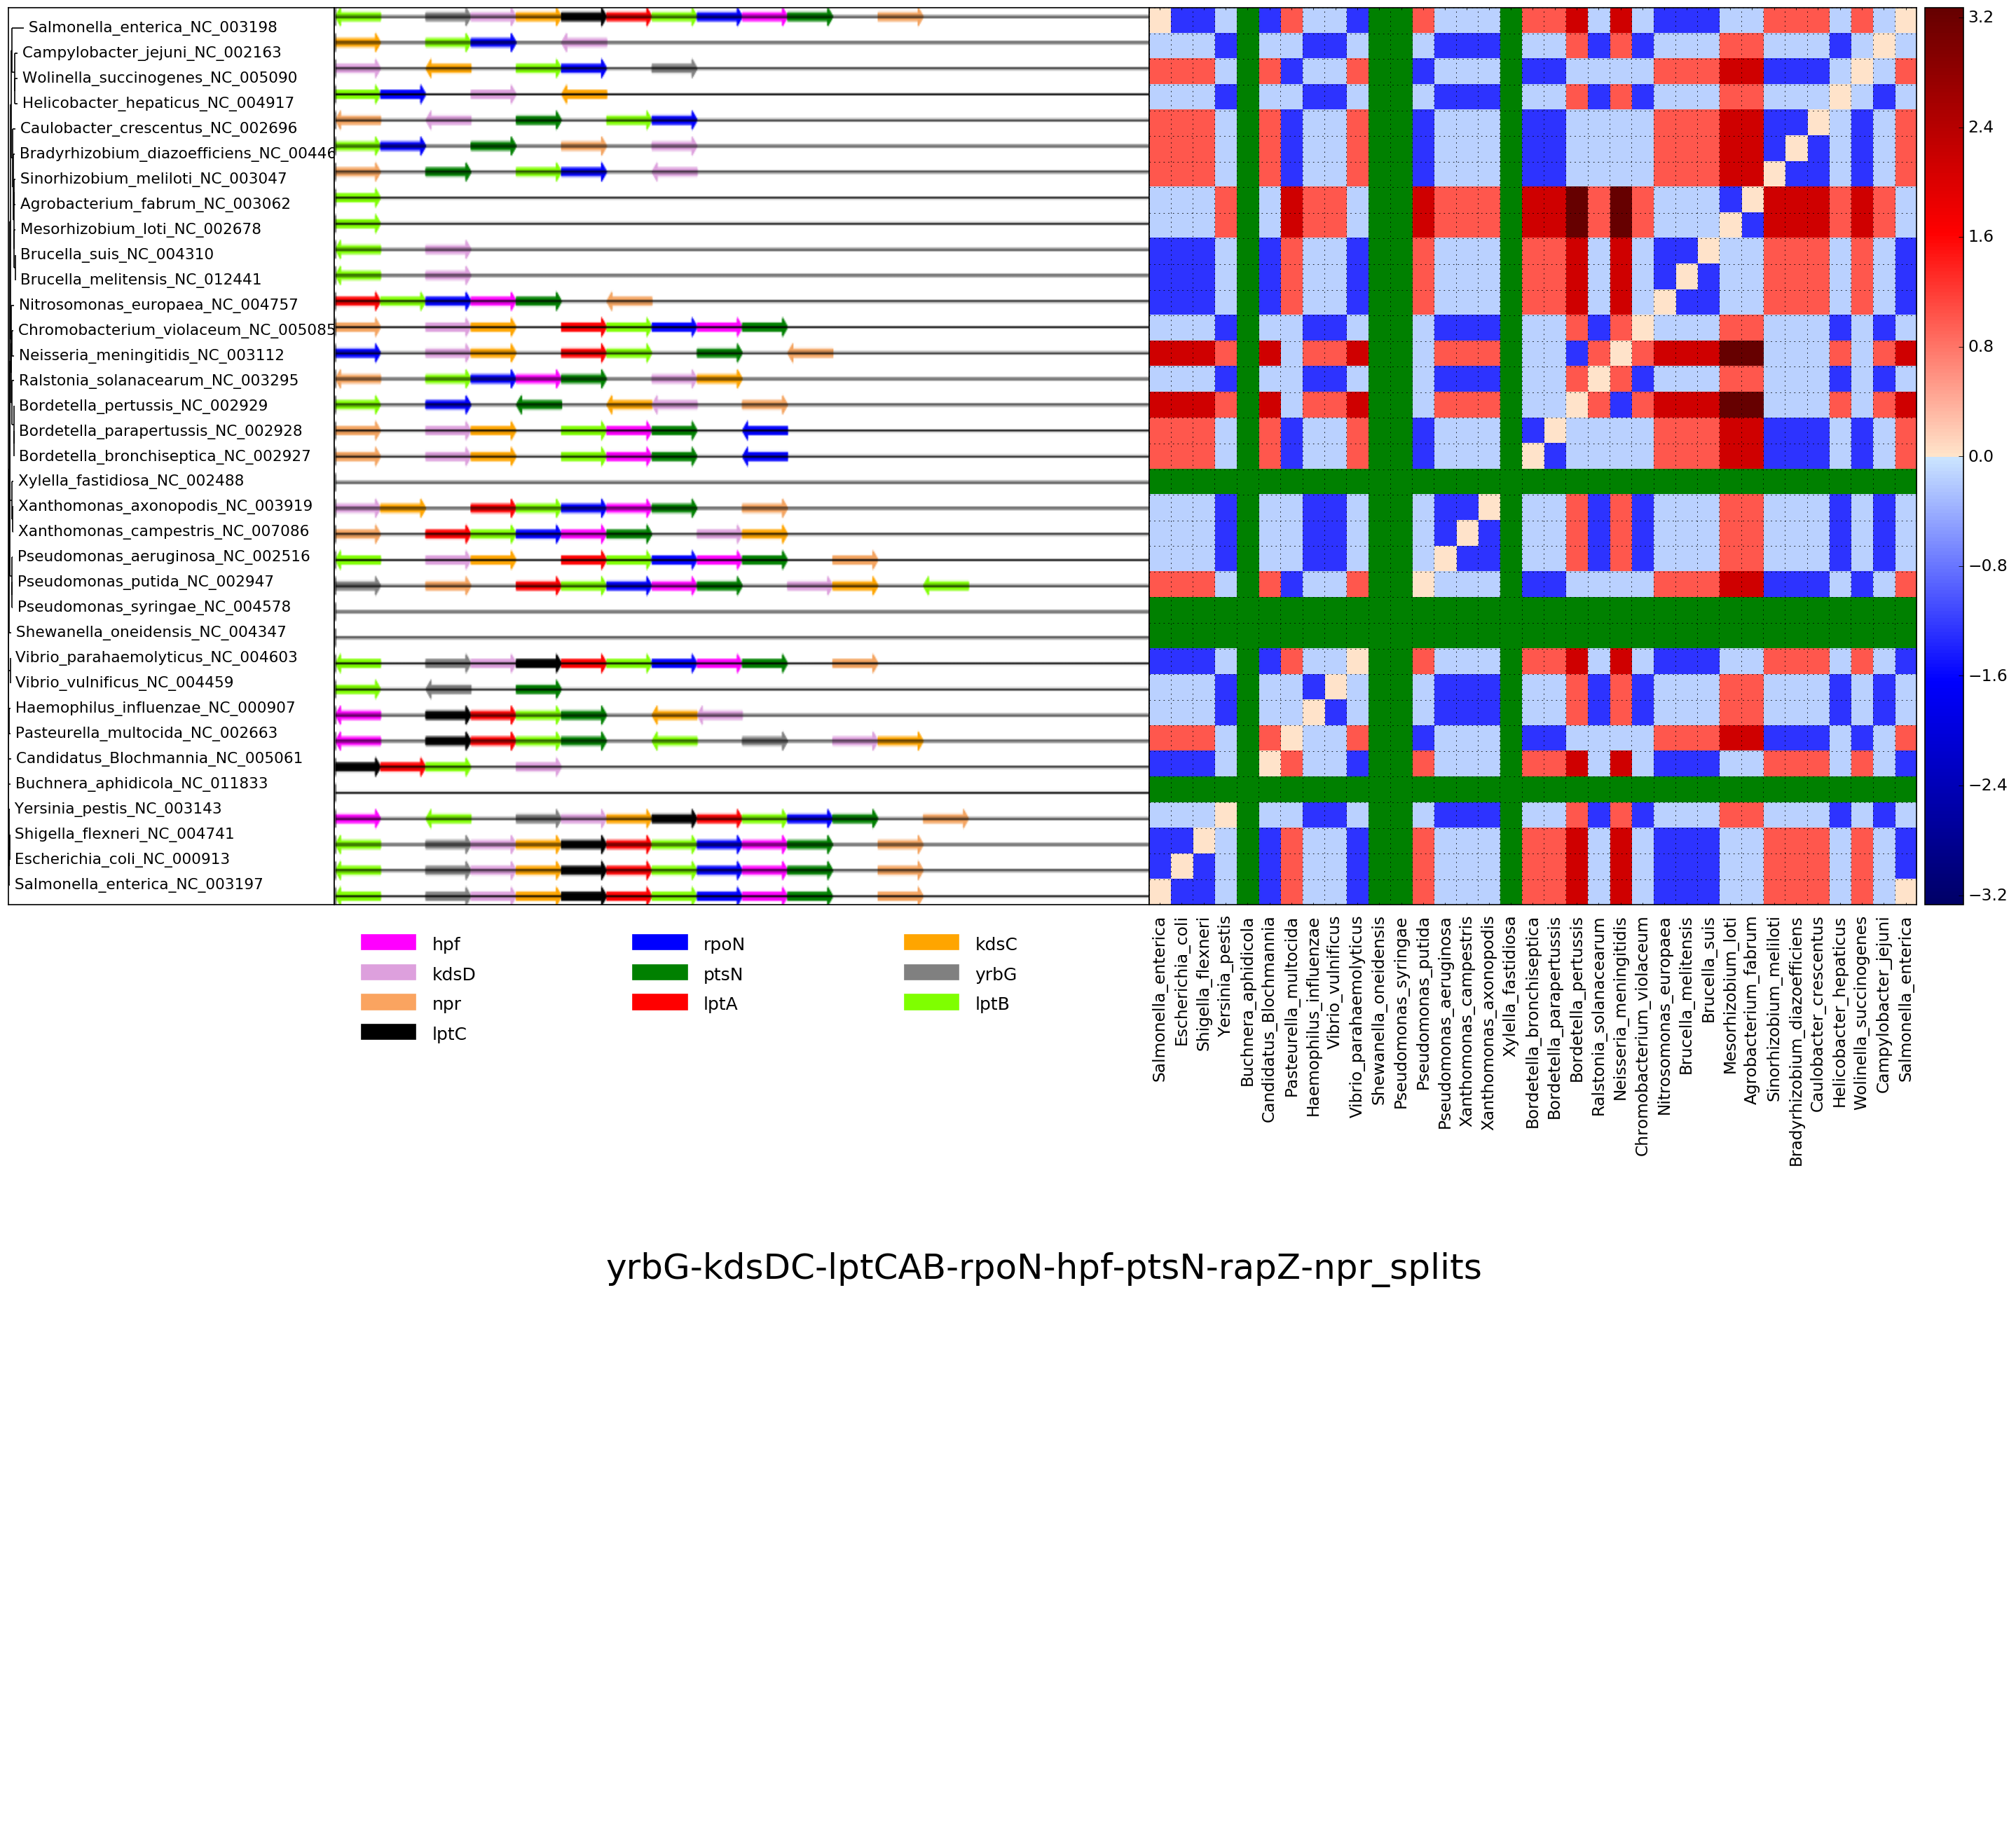 Salmonella_enterica_NC_003198
Campylobacter_jejuni_NC_002163
Wolinella_succinogenes_NC_005090
Helicobacter_hepaticus_NC_004917
Caulobacter_crescentus_NC_002696
Bradyrhizobium_diazoefficiens_NC_00446
Sinorhizobium_meliloti_NC_003047
Agrobacterium_fabrum_NC_003062
Mesorhizobium_loti_NC_002678
Brucella_suis_NC_004310
Brucella_melitensis_NC_012441
Nitrosomonas_europaea_NC_004757
Chromobacterium_violaceum_NC_005085
Neisseria_meningitidis_NC_003112
Ralstonia_solanacearum_NC_003295
Bordetella_pertussis_NC_002929
Bordetella_parapertussis_NC_002928
Bordetella_bronchiseptica_NC_002927
Xylella_fastidiosa_NC_002488
Xanthomonas_axonopodis_NC_003919
Xanthomonas_campestris_NC_007086
Pseudomonas_aeruginosa_NC_002516
Pseudomonas_putida_NC_002947
Pseudomonas_syringae_NC_004578
Shewanella_oneidensis_NC_004347
Vibrio_parahaemolyticus_NC_004603
Vibrio_vulnificus_NC_004459
Haemophilus_influenzae_NC_000907
Pasteurella_multocida_NC_002663
Candidatus_Blochmannia_NC_005061
Buchnera_aphidicola_NC_011833
Yersinia_pestis_NC_003143
Shigella_flexneri_NC_004741
Escherichia_coli_NC_000913
Salmonella_enterica_NC_003197
3.2
2.4
1.6
0.8
0.0
−0.8
−1.6
−2.4
−3.2
Salmonella_enterica
Escherichia_coli
Shigella_flexneri
Yersinia_pestis
Buchnera_aphidicola
Candidatus_Blochmannia
Pasteurella_multocida
Haemophilus_influenzae
Vibrio_vulnificus
Vibrio_parahaemolyticus
Shewanella_oneidensis
Pseudomonas_syringae
Pseudomonas_putida
Pseudomonas_aeruginosa
Xanthomonas_campestris
Xanthomonas_axonopodis
Xylella_fastidiosa
Bordetella_bronchiseptica
Bordetella_parapertussis
Bordetella_pertussis
Ralstonia_solanacearum
Neisseria_meningitidis
Chromobacterium_violaceum
Nitrosomonas_europaea
Brucella_melitensis
Brucella_suis
Mesorhizobium_loti
Agrobacterium_fabrum
Sinorhizobium_meliloti
Bradyrhizobium_diazoefficiens
Caulobacter_crescentus
Helicobacter_hepaticus
Wolinella_succinogenes
Campylobacter_jejuni
Salmonella_enterica
hpf
kdsD
npr
lptC
rpoN
ptsN
lptA
kdsC
yrbG
lptB
yrbG-kdsDC-lptCAB-rpoN-hpf-ptsN-rapZ-npr_splits